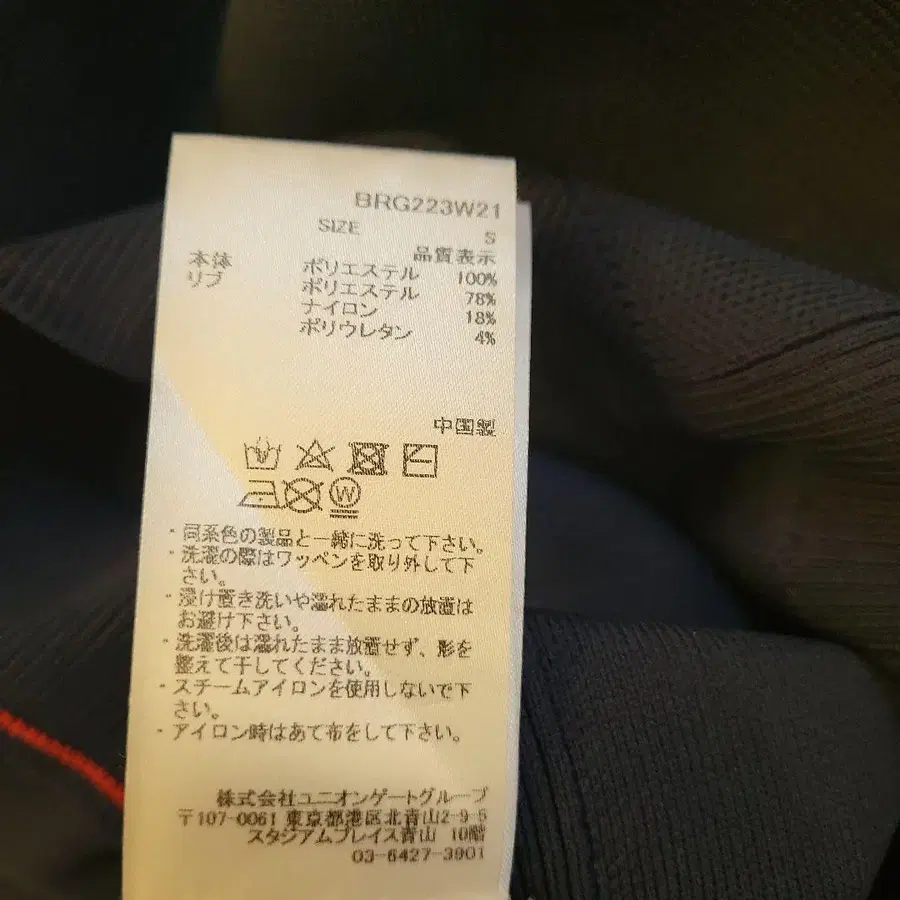 BRG223W21
SIZE S
品質表示
本体 ポリエステル 100%
リブ ポリエステル 78%
ナイロン 18%
ポリウレタン 4%
中国製
W
・同系色の製品と一緒に洗って下さい。
・洗濯の際はワッペンを取り外して下
さい。
・浸け置き洗いや濡れたままの放置は
お避け下さい。
・洗濯後は濡れたまま放置せず、形を
整えて干してください。
・スチームアイロンを使用しないで下
さい。
・アイロン時はあて布をして下さい。
株式会社ユニオンゲートグループ
〒107-0061 東京都港区北青山2-9-5
スタジアムプレイス青山 10階
03-6427-3901